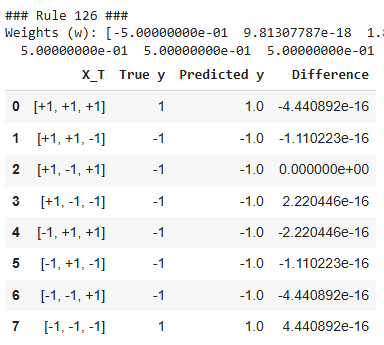 ### Rule 126 ###
Weights (w): [-5.00000000e-01 9.81307787e-18 1.8
5.00000000e-01 5.00000000e-01 5.00000000e-01
X_T True y Predicted y Difference
0 [+1, +1, +1] 1 1.0 -4.440892e-16
1 [+1, +1, -1] -1 -1.0 -1.110223e-16
2 [+1, -1, +1] -1 -1.0 0.000000e+00
3 [+1, -1, -1] -1 -1.0 2.220446e-16
4 [-1, +1, +1] -1 -1.0 -2.220446e-16
5 [-1, +1, -1] -1 -1.0 -1.110223e-16
6 [-1, -1, +1] -1 -1.0 -4.440892e-16
7 [-1, -1, -1] 1 1.0 4.440892e-16